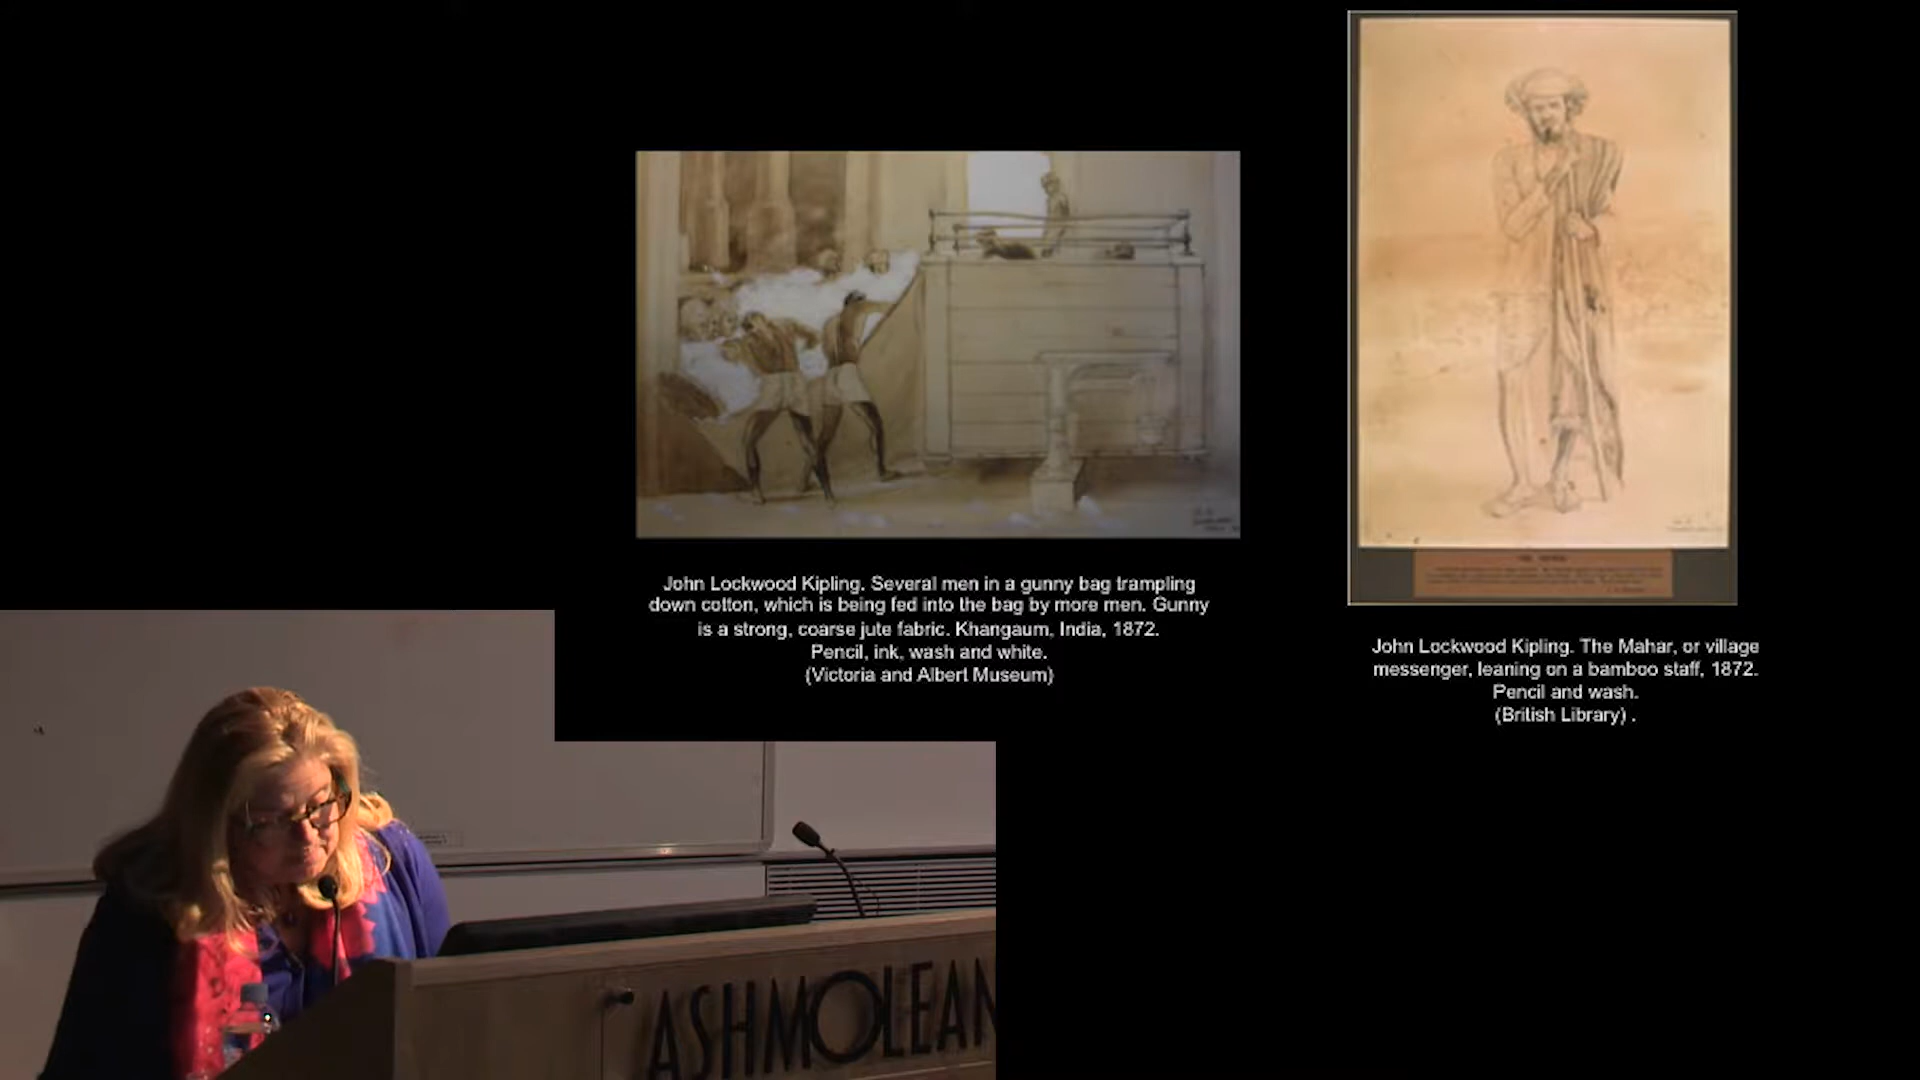 John Lockwood Kipling. Several men in a gunny bag trampling
down cotton, which is being fed into the bag by more men. Gunny
is a strong, coarse jute fabric. Khangaum, India, 1872.
Pencil, ink, wash and white.
(Victoria and Albert Museum)
John Lockwood Kipling. The Mahar, or village
messenger, leaning on a bamboo staff, 1872.
Pencil and wash.
(British Library) .
ASHMOLEAN